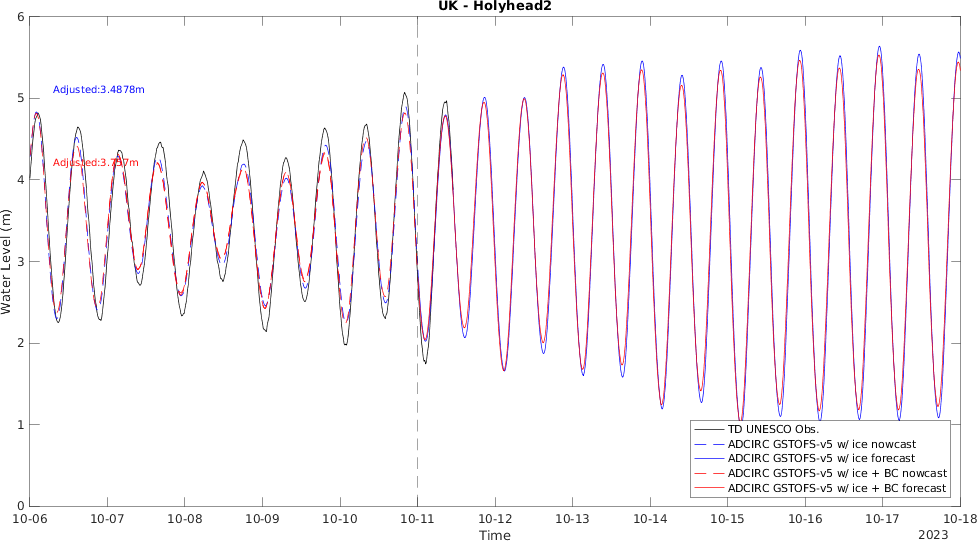 UK - Holyhead2
6
5
4
3
2
1
0
Water Level (m)
Adjusted:3.4878m
TD UNESCO Obs.
ADCIRC GSTOFS-v5 w/ ice nowcast
ADCIRC GSTOFS-v5 w/ ice forecast
ADCIRC GSTOFS-v5 w/ ice + BC nowcast
ADCIRC GSTOFS-v5 w/ ice + BC forecast
10-06 10-07 10-08 10-09 10-10 10-11 10-12 10-13 10-14 10-15 10-16 10-17 10-18
Time
2023